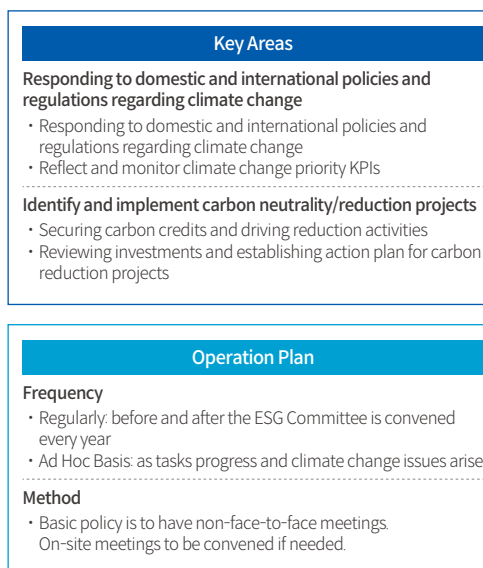 Key Areas
Responding to domestic and international policies and
regulations regarding climate change
・Responding to domestic and international policies and
regulations regarding climate change
・Reflect and monitor climate change priority KPIs
Identify and implement carbon neutrality/reduction projects
・Securing carbon credits and driving reduction activities
・Reviewing investments and establishing action plan for carbon
reduction projects
Operation Plan
Frequency
・Regularly: before and after the ESG Committee is convened
every year
・Ad Hoc Basis: as tasks progress and climate change issues arise
Method
・Basic policy is to have non-face-to-face meetings.
On-site meetings to be convened if needed.